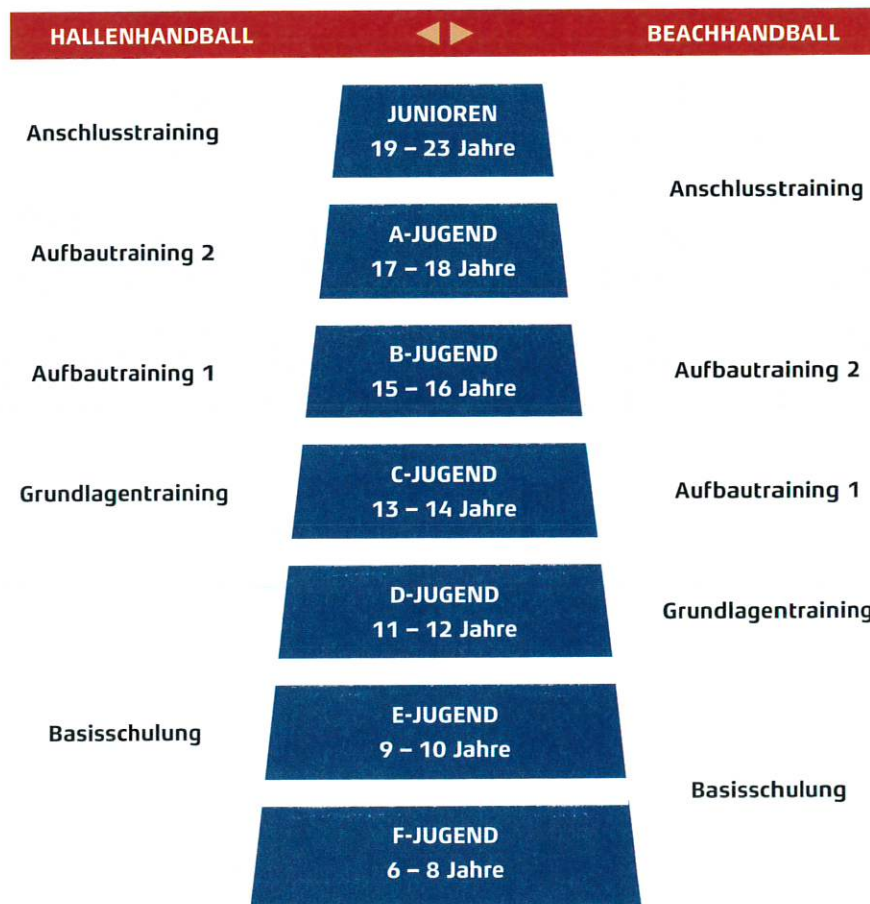 HALLENHANDBALL
BEACHHANDBALL
JUNIOREN
19 – 23 Jahre
Anschlusstraining
Anschlusstraining
A-JUGEND
17 – 18 Jahre
Aufbautraining 2
B-JUGEND
15 – 16 Jahre
Aufbautraining 1
Aufbautraining 2
C-JUGEND
13 – 14 Jahre
Grundlagentraining
Aufbautraining 1
D-JUGEND
11 – 12 Jahre
Grundlagentraining
E-JUGEND
9 – 10 Jahre
Basisschulung
Basisschulung
F-JUGEND
6 – 8 Jahre